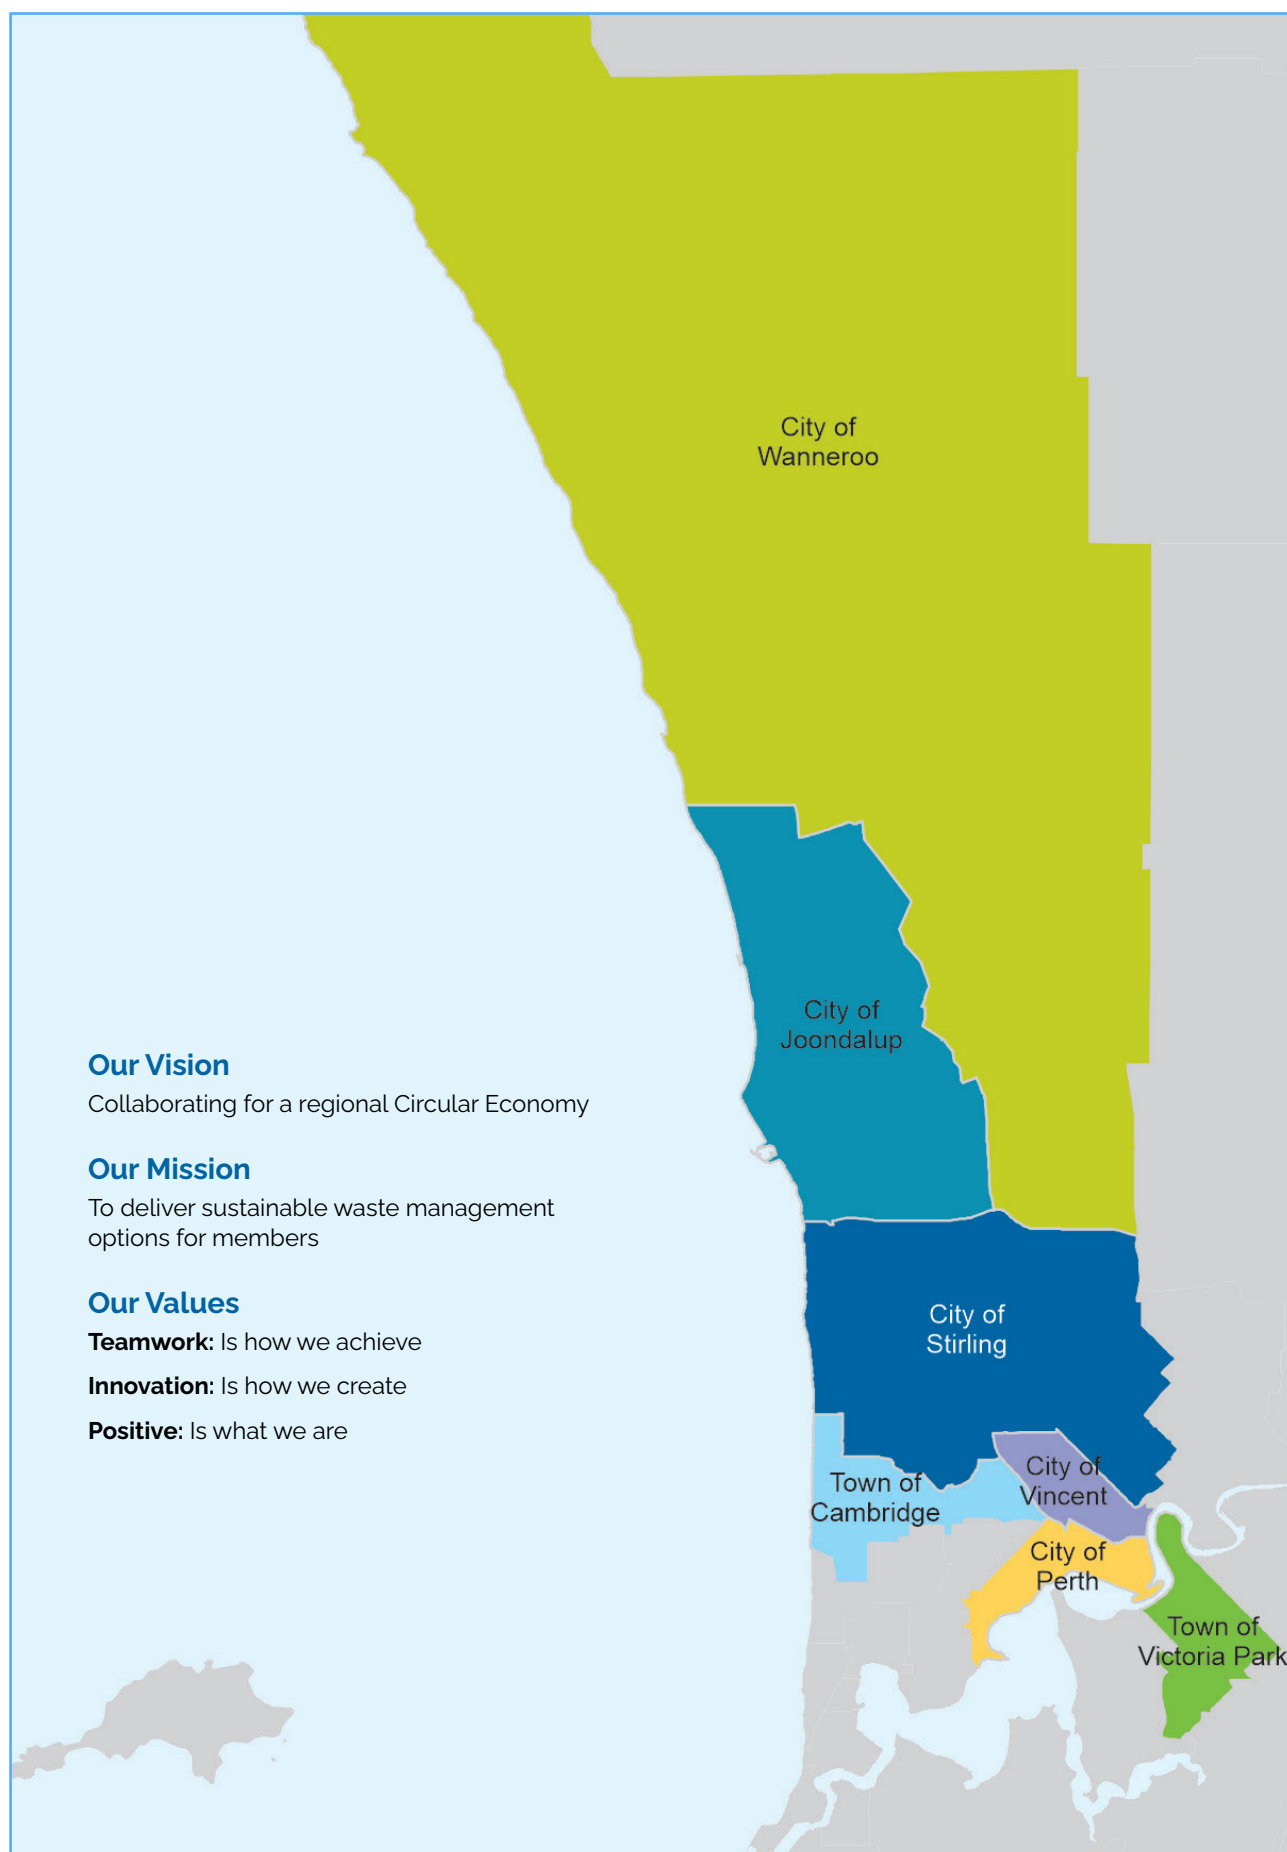 City of
Wanneroo
City of
Joondalup
Our Vision
Collaborating for a regional Circular Economy
Our Mission
To deliver sustainable waste management
options for members
Our Values
Teamwork: Is how we achieve
Innovation: Is how we create
Positive: Is what we are
City of
Stirling
City of
Vincent
Town of
Cambridge
City of
Perth
Town of
Victoria Park